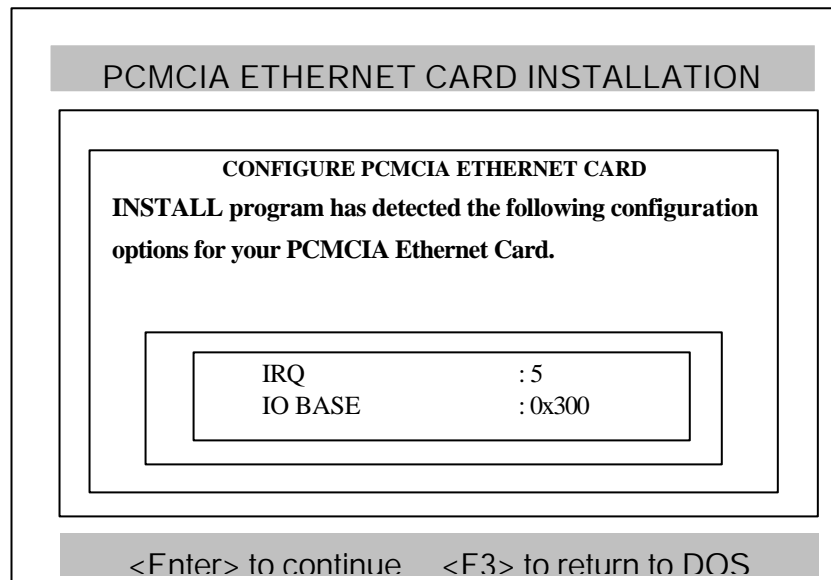 PCMCIA ETHERNET CARD INSTALLATION
CONFIGURE PCMCIA ETHERNET CARD
INSTALL program has detected the following configuration
options for your PCMCIA Ethernet Card.
IRQ : 5
IO BASE : 0x300
<Enter> to continue <F3> to return to DOS